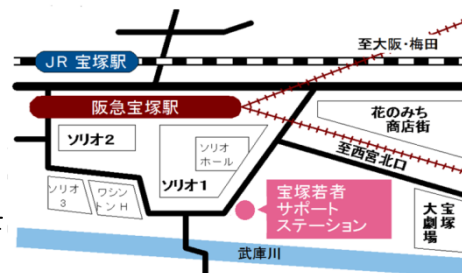 至大阪・梅田
JR 宝塚駅
阪急宝塚駅
花のみち
商店街
ソリオ2
ソリオ
ホール
至西宮北口
ソリオ1
ソリオ
3
ワシン
トンH
宝塚若者
サポート
ステーション
宝塚
大劇場
武庫川